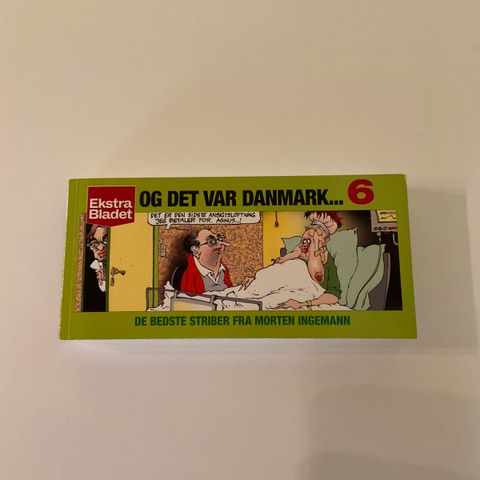 Ekstra
Bladet
OG DET VAR DANMARK... 6
DET ER DEN SIDSTE ANSIGTSLØFTNING
JEG BETALER FOR, AGNUS...!
DE BEDSTE STRIBER FRA MORTEN INGEMANN